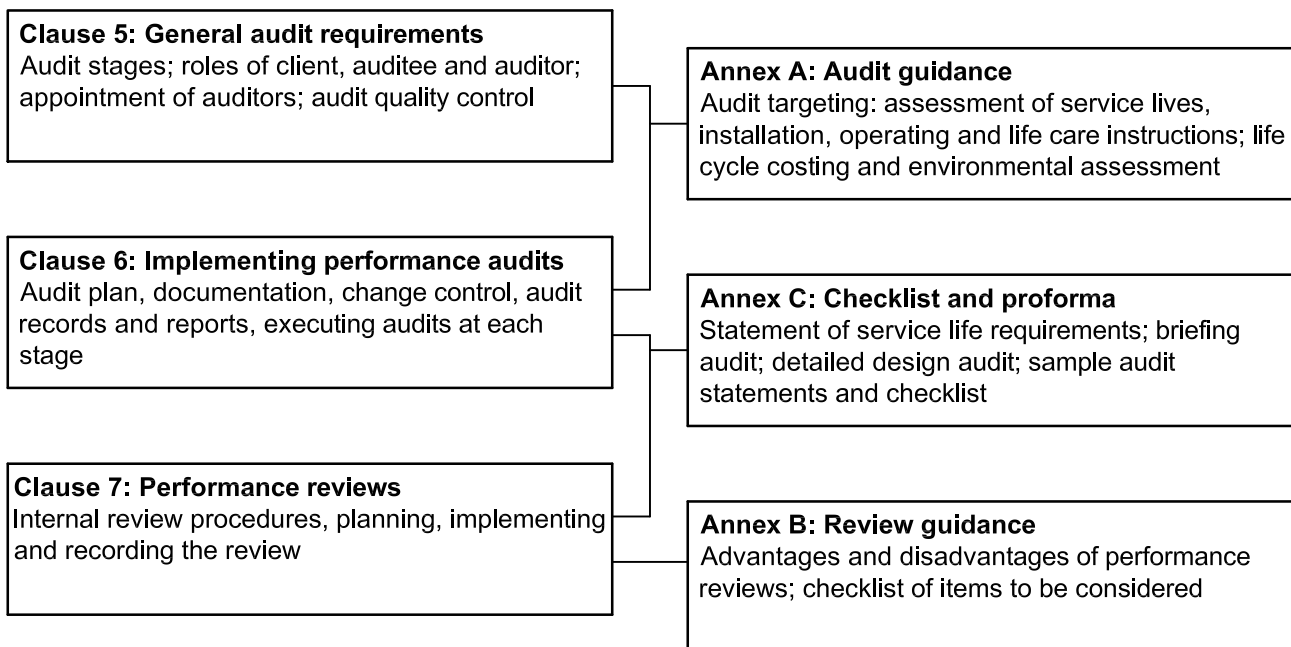 Clause 5: General audit requirements
Audit stages; roles of client, auditee and auditor;
appointment of auditors; audit quality control
Annex A: Audit guidance
Audit targeting: assessment of service lives,
installation, operating and life care instructions; life
cycle costing and environmental assessment
Clause 6: Implementing performance audits
Audit plan, documentation, change control, audit
records and reports, executing audits at each
stage
Annex C: Checklist and proforma
Statement of service life requirements; briefing
audit; detailed design audit; sample audit
statements and checklist
Clause 7: Performance reviews
Internal review procedures, planning, implementing
and recording the review
Annex B: Review guidance
Advantages and disadvantages of performance
reviews; checklist of items to be considered